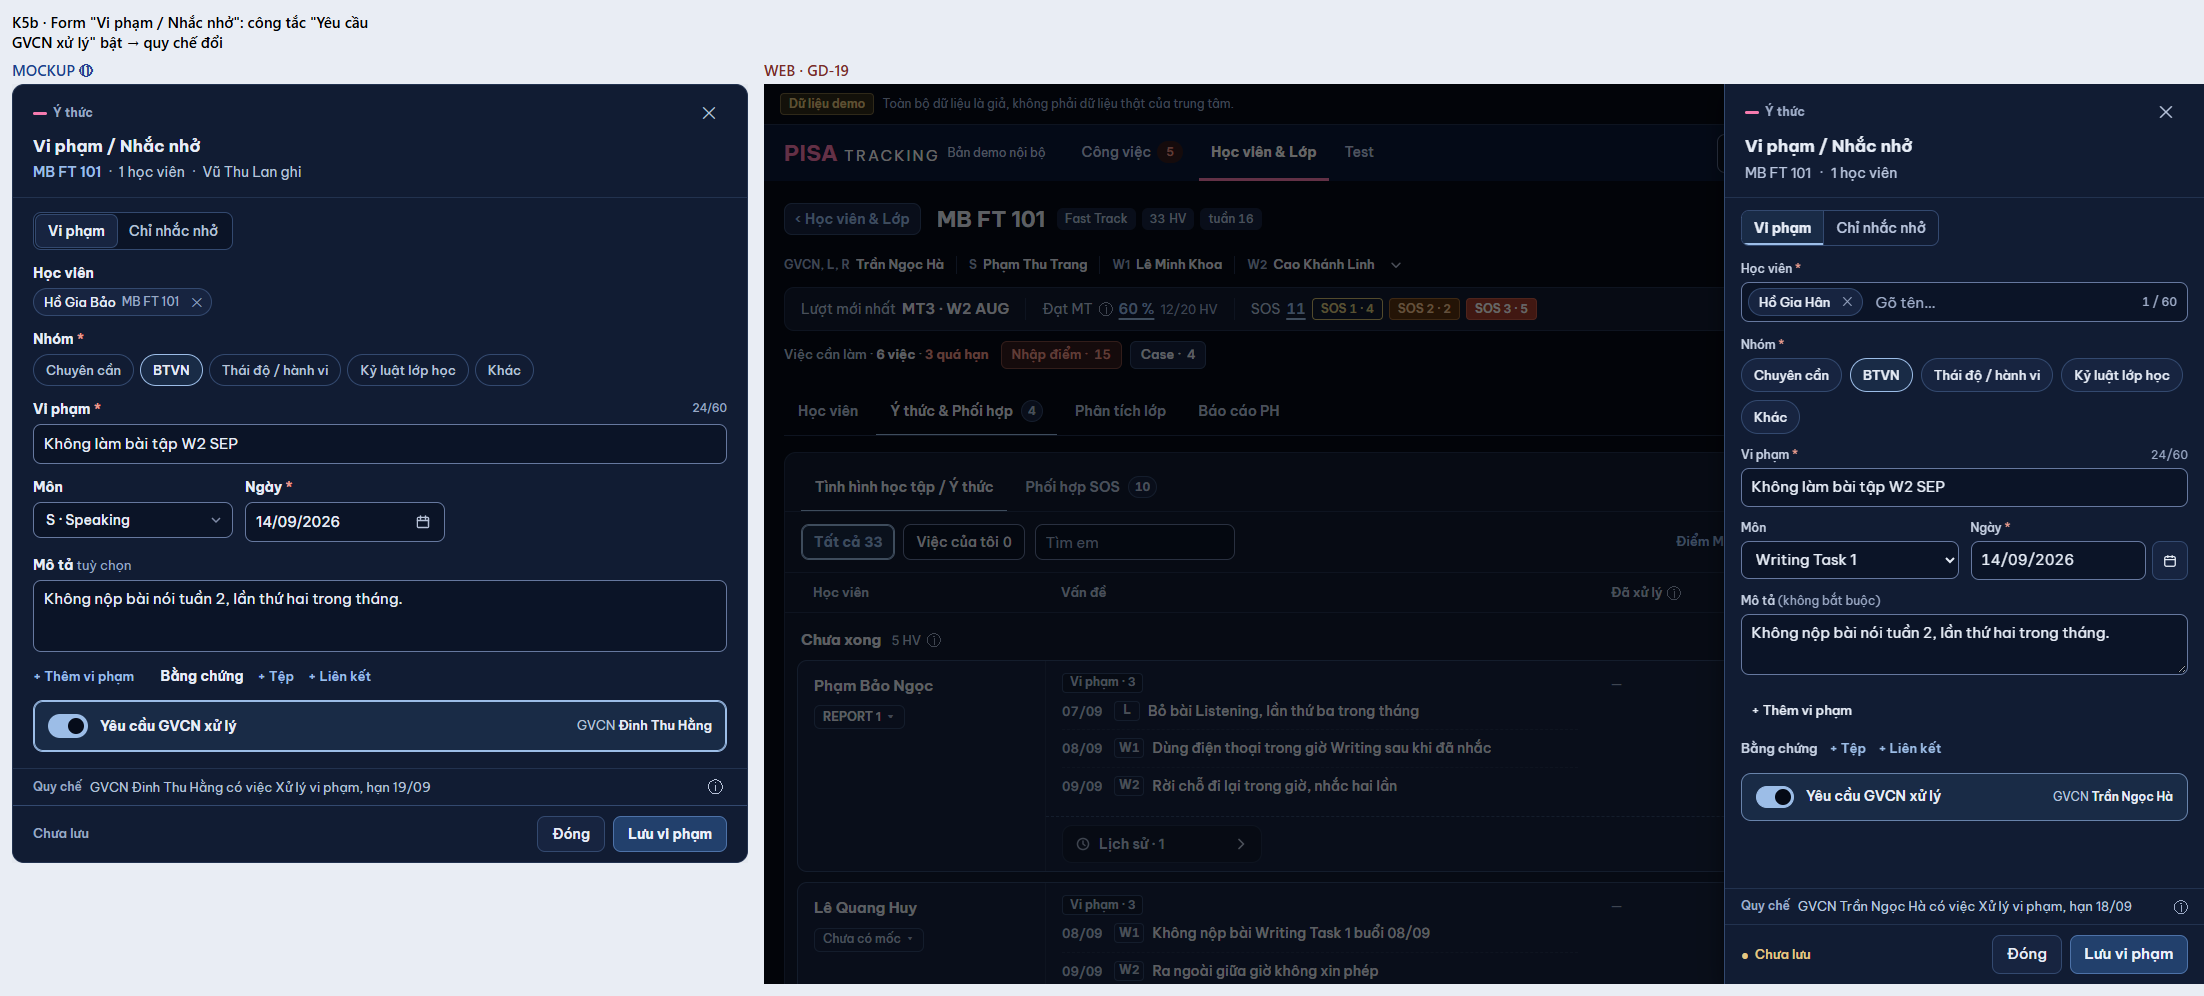 K5b · Form "Vi phạm / Nhắc nhở": công tắc "Yêu cầu
GVCN xử lý" bật → quy chế đổi
MOCKUP
Ý thức
Vi phạm / Nhắc nhở
MB FT 101 · 1 học viên · Vũ Thu Lan ghi
Vi phạm Chỉ nhắc nhở
Học viên
Hồ Gia Bảo MB FT 101
Nhóm *
Chuyên cần BTVN Thái độ / hành vi Kỷ luật lớp học Khác
Vi phạm * 24/60
Không làm bài tập W2 SEP
Môn Ngày *
S · Speaking 14/09/2026
Mô tả tuỳ chọn
Không nộp bài nói tuần 2, lần thứ hai trong tháng.
+ Thêm vi phạm Bằng chứng + Tệp + Liên kết
Yêu cầu GVCN xử lý GVCN Đinh Thu Hằng
Quy chế GVCN Đinh Thu Hằng có việc Xử lý vi phạm, hạn 19/09
Chưa lưu Đóng Lưu vi phạm
WEB · GD-19
Dữ liệu demo Toàn bộ dữ liệu là giả, không phải dữ liệu thật của trung tâm.
PISA TRACKING Bản demo nội bộ Công việc 5 Học viên & Lớp Test
‹ Học viên & Lớp MB FT 101 Fast Track 33 HV tuần 16
GVCN, L, R Trần Ngọc Hà S Phạm Thu Trang W1 Lê Minh Khoa W2 Cao Khánh Linh
Lượt mới nhất MT3 · W2 AUG Đạt MT 60 % 12/20 HV SOS 11 SOS 1 · 4 SOS 2 · 2 SOS 3 · 5
Việc cần làm · 6 việc · 3 quá hạn Nhập điểm · 15 Case · 4
Học viên Ý thức & Phối hợp 4 Phân tích lớp Báo cáo PH
Tình hình học tập / Ý thức Phối hợp SOS 10
Tất cả 33 Việc của tôi 0 Tìm em Điểm M
Học viên Vấn đề Đã xử lý
Chưa xong 5 HV
Phạm Bảo Ngọc
REPORT 1
Vi phạm · 3
07/09 L Bỏ bài Listening, lần thứ ba trong tháng
08/09 W1 Dùng điện thoại trong giờ Writing sau khi đã nhắc
09/09 W2 Rời chỗ đi lại trong giờ, nhắc hai lần
Lịch sử · 1
—
Lê Quang Huy
Chưa có mốc
Vi phạm · 3
08/09 W1 Không nộp bài Writing Task 1 buổi 08/09
09/09 W2 Ra ngoài giữa giờ không xin phép
—
Ý thức
Vi phạm / Nhắc nhở
MB FT 101 · 1 học viên
Vi phạm Chỉ nhắc nhở
Học viên *
Hồ Gia Hân Gõ tên... 1 / 60
Nhóm *
Chuyên cần BTVN Thái độ / hành vi Kỷ luật lớp học
Khác
Vi phạm * 24/60
Không làm bài tập W2 SEP
Môn Ngày *
Writing Task 1 14/09/2026
Mô tả (không bắt buộc)
Không nộp bài nói tuần 2, lần thứ hai trong tháng.
+ Thêm vi phạm
Bằng chứng + Tệp + Liên kết
Yêu cầu GVCN xử lý GVCN Trần Ngọc Hà
Quy chế GVCN Trần Ngọc Hà có việc Xử lý vi phạm, hạn 18/09
Chưa lưu Đóng Lưu vi phạm